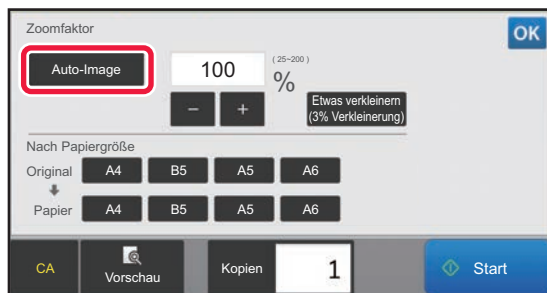 Zoomfaktor
OK
Auto-Image
100
(25~200)
%
− +
Etwas verkleinern
(3% Verkleinerung)
Nach Papiergröße
Original A4 B5 A5 A6
Papier A4 B5 A5 A6
CA Vorschau Kopien 1 Start